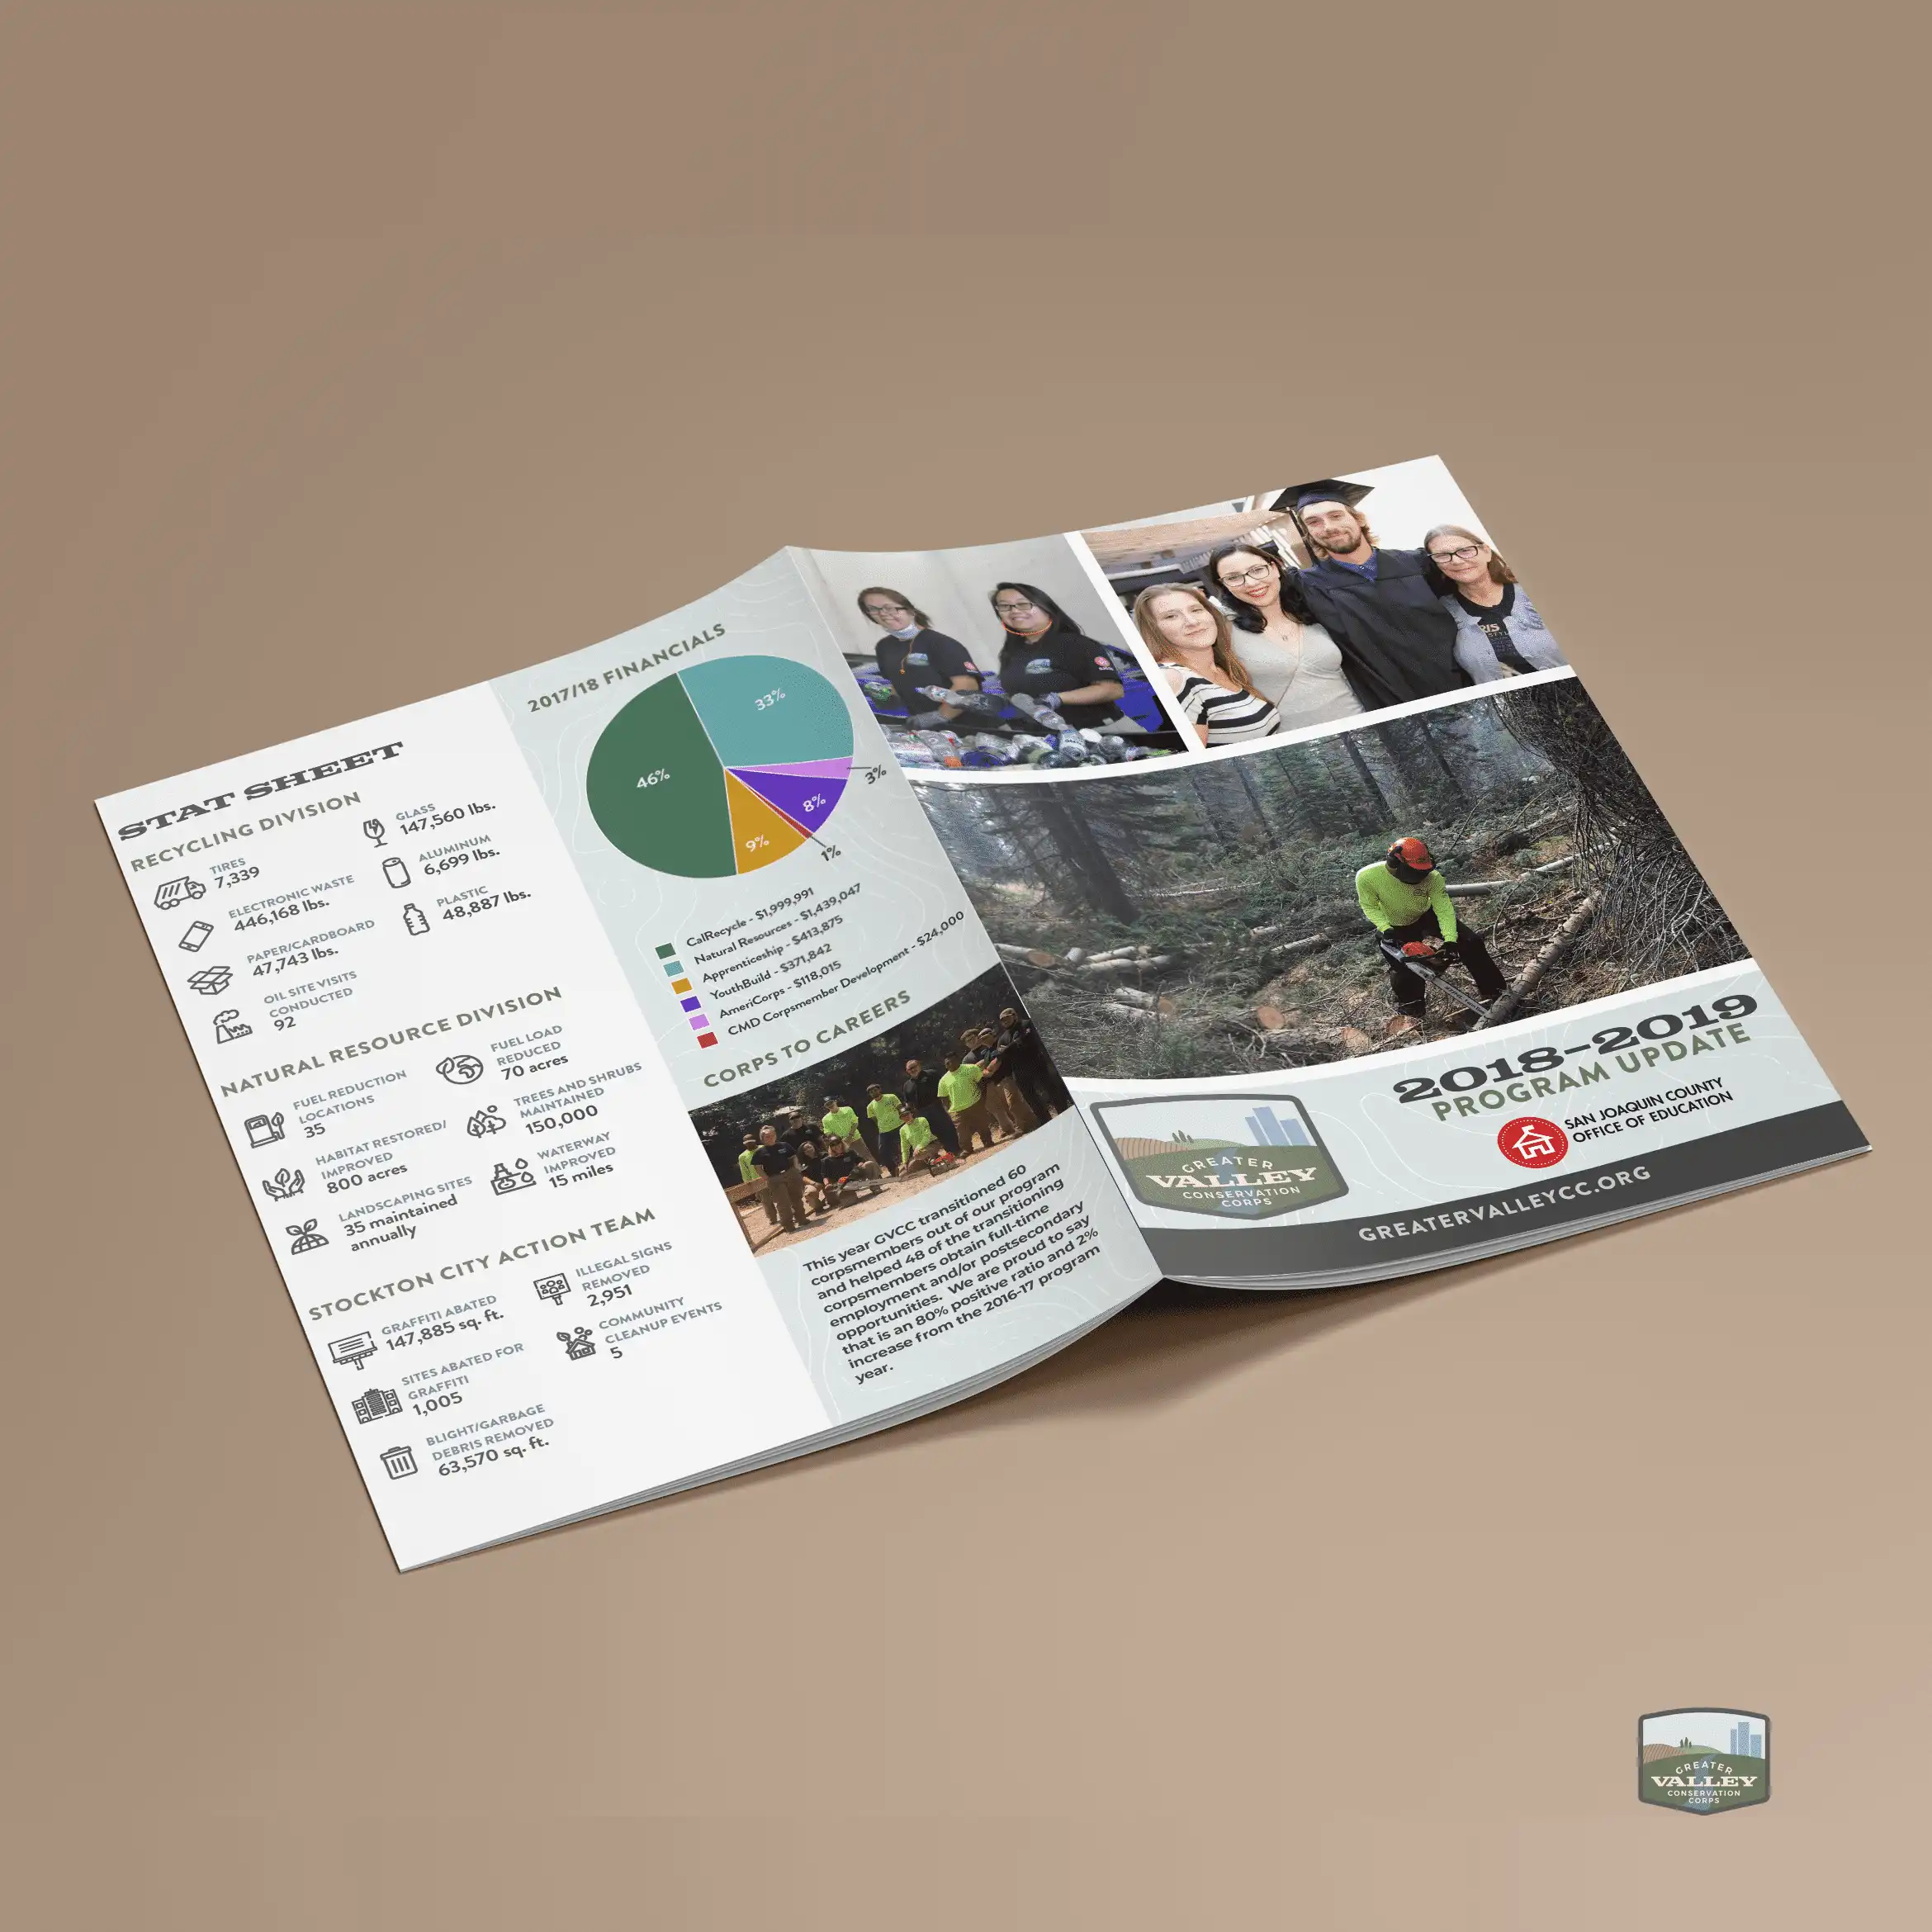 STAT SHEET
RECYCLING DIVISION
TIRES
7,339
ELECTRONIC WASTE
446,168 lbs.
PAPER/CARDBOARD
47,743 lbs.
OIL SITE VISITS
CONDUCTED
92
GLASS
147,560 lbs.
ALUMINUM
6,699 lbs.
PLASTIC
48,887 lbs.
NATURAL RESOURCE DIVISION
FUEL REDUCTION
LOCATIONS
35
HABITAT RESTORED/
IMPROVED
800 acres
LANDSCAPING SITES
35 maintained
annually
FUEL LOAD
REDUCED
70 acres
TREES AND SHRUBS
MAINTAINED
150,000
WATERWAY
IMPROVED
15 miles
STOCKTON CITY ACTION TEAM
GRAFFITI ABATED
147,885 sq. ft.
SITES ABATED FOR
GRAFFITI
1,005
BLIGHT/GARBAGE
DEBRIS REMOVED
63,570 sq. ft.
ILLEGAL SIGNS
REMOVED
2,951
COMMUNITY
CLEANUP EVENTS
5
2017/18 FINANCIALS
33%
46%
3%
8%
9%
1%
CalRecycle - $1,999,991
Natural Resources - $1,439,047
Apprenticeship - $413,875
YouthBuild - $371,842
AmeriCorps - $118,015
CMD Corpsmember Development - $24,000
CORPS TO CAREERS
This year GVCC transitioned 60
corpsmembers out of our program
and helped 48 of the transitioning
corpsmembers obtain full-time
employment and/or postsecondary
opportunities. We are proud to say
that is an 80% positive ratio and 2%
increase from the 2016-17 program
year.
2018-2019
PROGRAM UPDATE
SAN JOAQUIN COUNTY
OFFICE OF EDUCATION
GREATER
VALLEY
CONSERVATION
CORPS
GREATERVALLEYCC.ORG
GREATER
VALLEY
CONSERVATION
CORPS